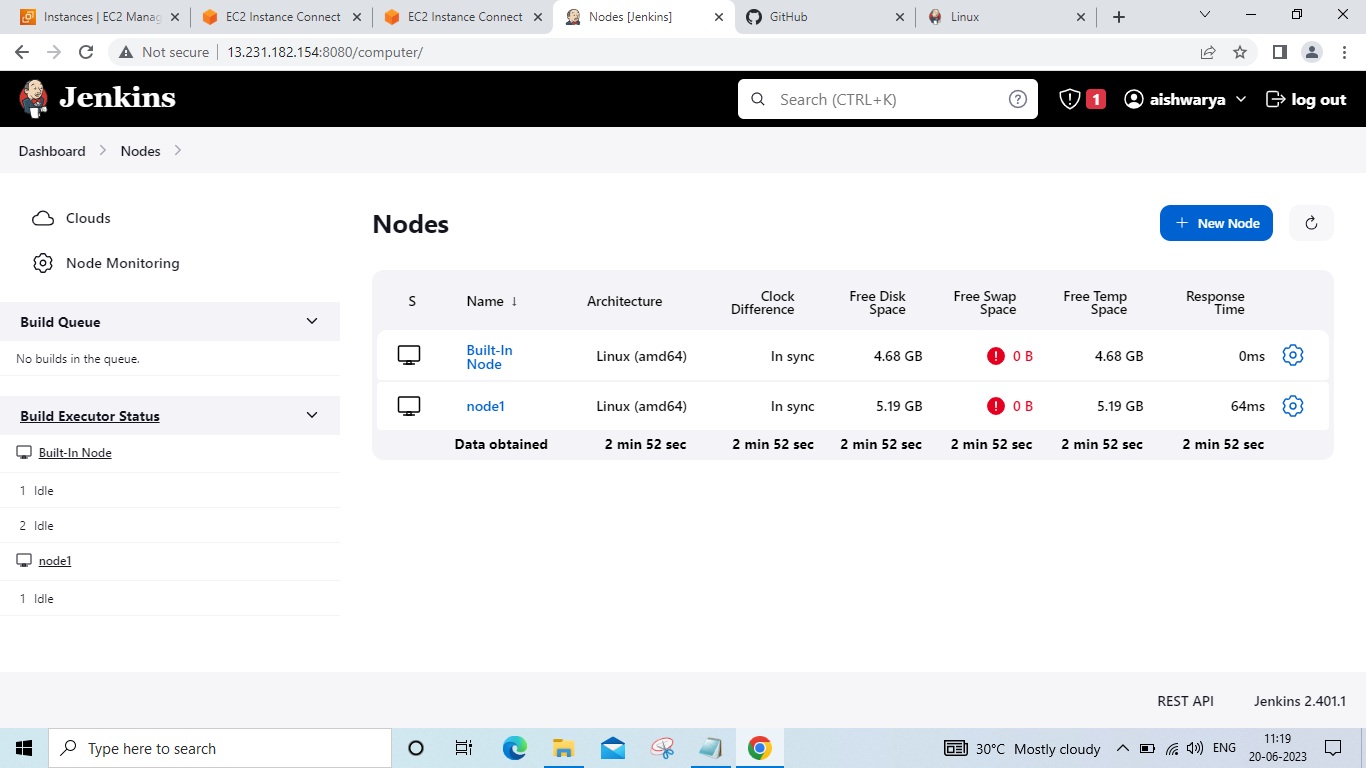 Instances | EC2 Manag
EC2 Instance Connect
EC2 Instance Connect
Nodes [Jenkins]
GitHub
Linux
Not secure
13.231.182.154:8080/computer/
Jenkins
Search (CTRL+K)
1
aishwarya
log out
Dashboard
Nodes
Clouds
Node Monitoring
Build Queue
No builds in the queue.
Build Executor Status
Built-In Node
1 Idle
2 Idle
node1
1 Idle
Nodes
+ New Node
S
Name ↓
Architecture
Clock
Difference
Free Disk
Space
Free Swap
Space
Free Temp
Space
Response
Time
Built-In
Node
Linux (amd64)
In sync
4.68 GB
0 B
4.68 GB
0ms
node1
Linux (amd64)
In sync
5.19 GB
0 B
5.19 GB
64ms
Data obtained
2 min 52 sec
2 min 52 sec
2 min 52 sec
2 min 52 sec
2 min 52 sec
2 min 52 sec
REST API
Jenkins 2.401.1
Type here to search
30°C Mostly cloudy
ENG
11:19
20-06-2023